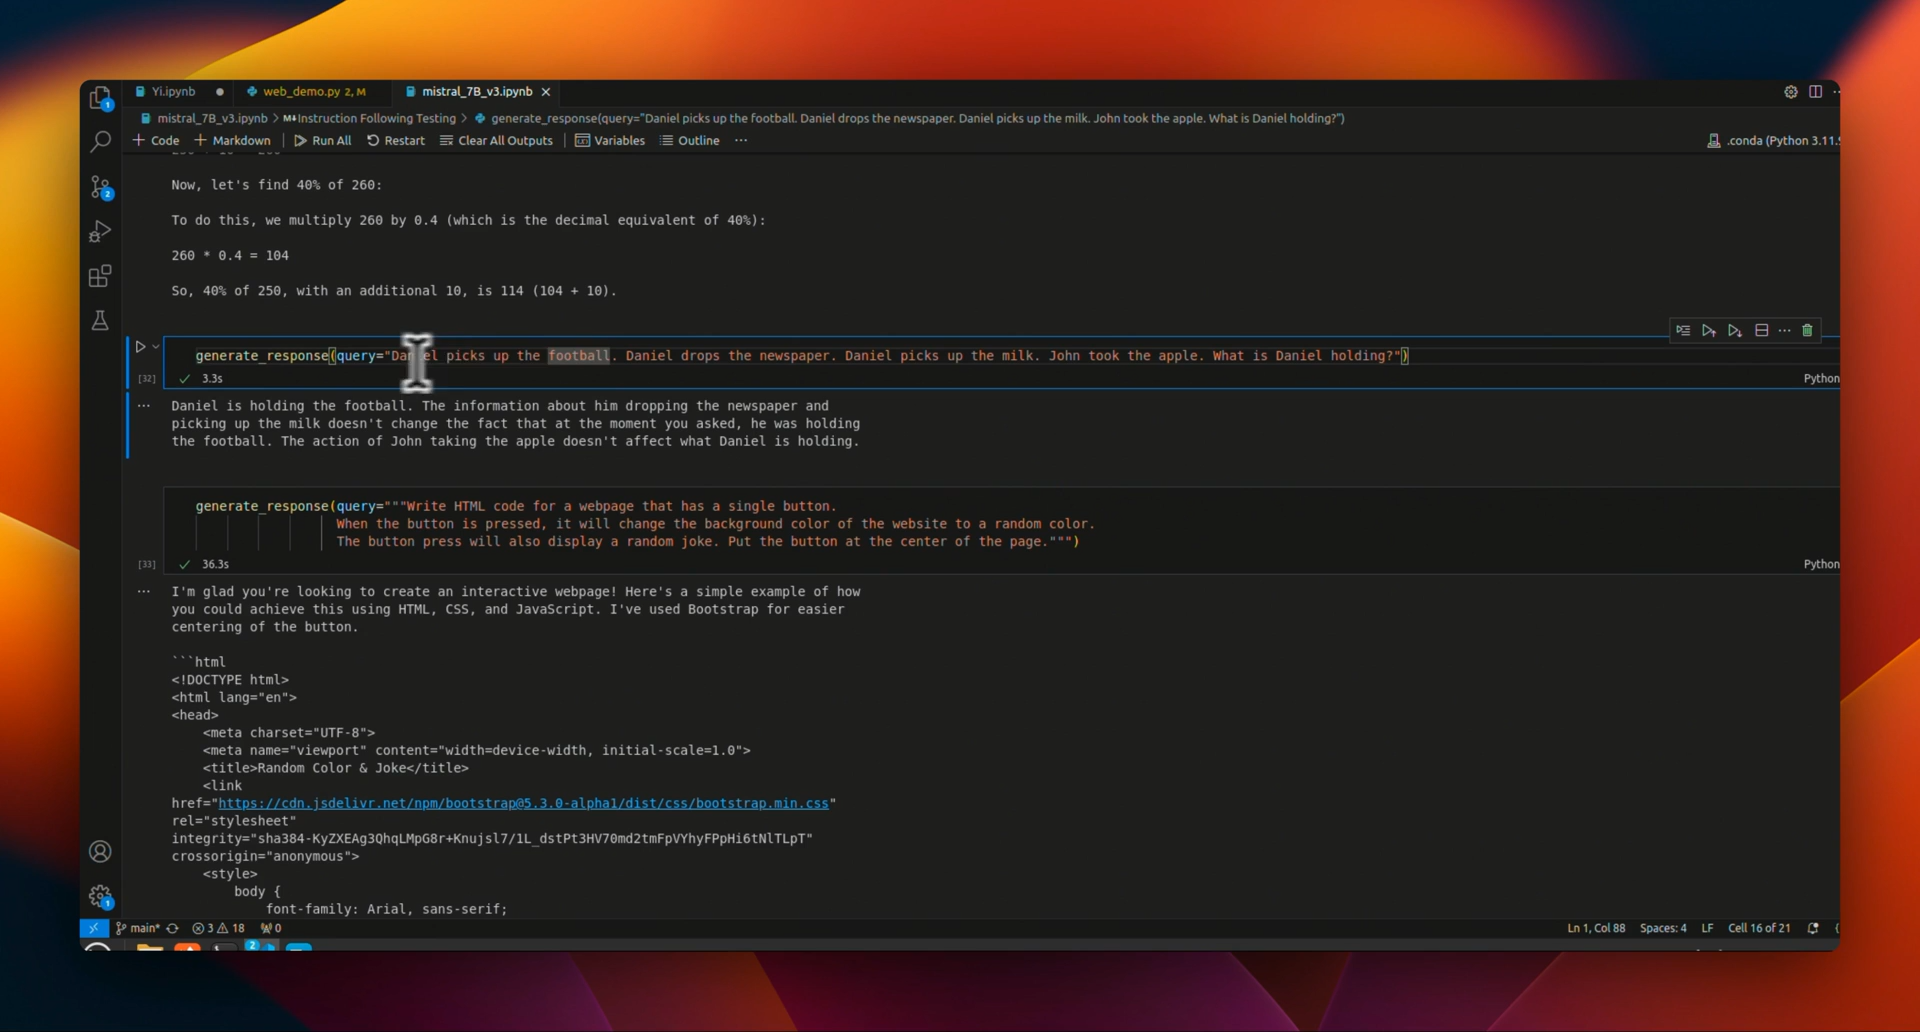 Yi.ipynb
web_demo.py 2, M
mistral_7B_v3.ipynb
mistral_7B_v3.ipynb > M↓Instruction Following Testing > generate_response(query="Daniel picks up the football. Daniel drops the newspaper. Daniel picks up the milk. John took the apple. What is Daniel holding?")
+ Code + Markdown Run All Restart Clear All Outputs Variables Outline ...
.conda (Python 3.11.9
Now, let's find 40% of 260:
To do this, we multiply 260 by 0.4 (which is the decimal equivalent of 40%):
260 * 0.4 = 104
So, 40% of 250, with an additional 10, is 114 (104 + 10).
generate_response(query="Daniel picks up the football. Daniel drops the newspaper. Daniel picks up the milk. John took the apple. What is Daniel holding?")
[32] 3.3s Python
Daniel is holding the football. The information about him dropping the newspaper and
picking up the milk doesn't change the fact that at the moment you asked, he was holding
the football. The action of John taking the apple doesn't affect what Daniel is holding.
generate_response(query="""Write HTML code for a webpage that has a single button.
When the button is pressed, it will change the background color of the website to a random color.
The button press will also display a random joke. Put the button at the center of the page.""")
[33] 36.3s Python
I'm glad you're looking to create an interactive webpage! Here's a simple example of how
you could achieve this using HTML, CSS, and JavaScript. I've used Bootstrap for easier
centering of the button.
```html
<!DOCTYPE html>
<html lang="en">
<head>
<meta charset="UTF-8">
<meta name="viewport" content="width=device-width, initial-scale=1.0">
<title>Random Color & Joke</title>
<link
href="https://cdn.jsdelivr.net/npm/bootstrap@5.3.0-alpha1/dist/css/bootstrap.min.css"
rel="stylesheet"
integrity="sha384-KyZXEAg3QhqLMpG8r+Knujsl7/1L_dstPt3HV70md2tmFpVYhyFPpHi6tNlTLpT"
crossorigin="anonymous">
<style>
body {
font-family: Arial, sans-serif;
main* 3 18 0
Ln 1, Col 88 Spaces: 4 LF Cell 16 of 21